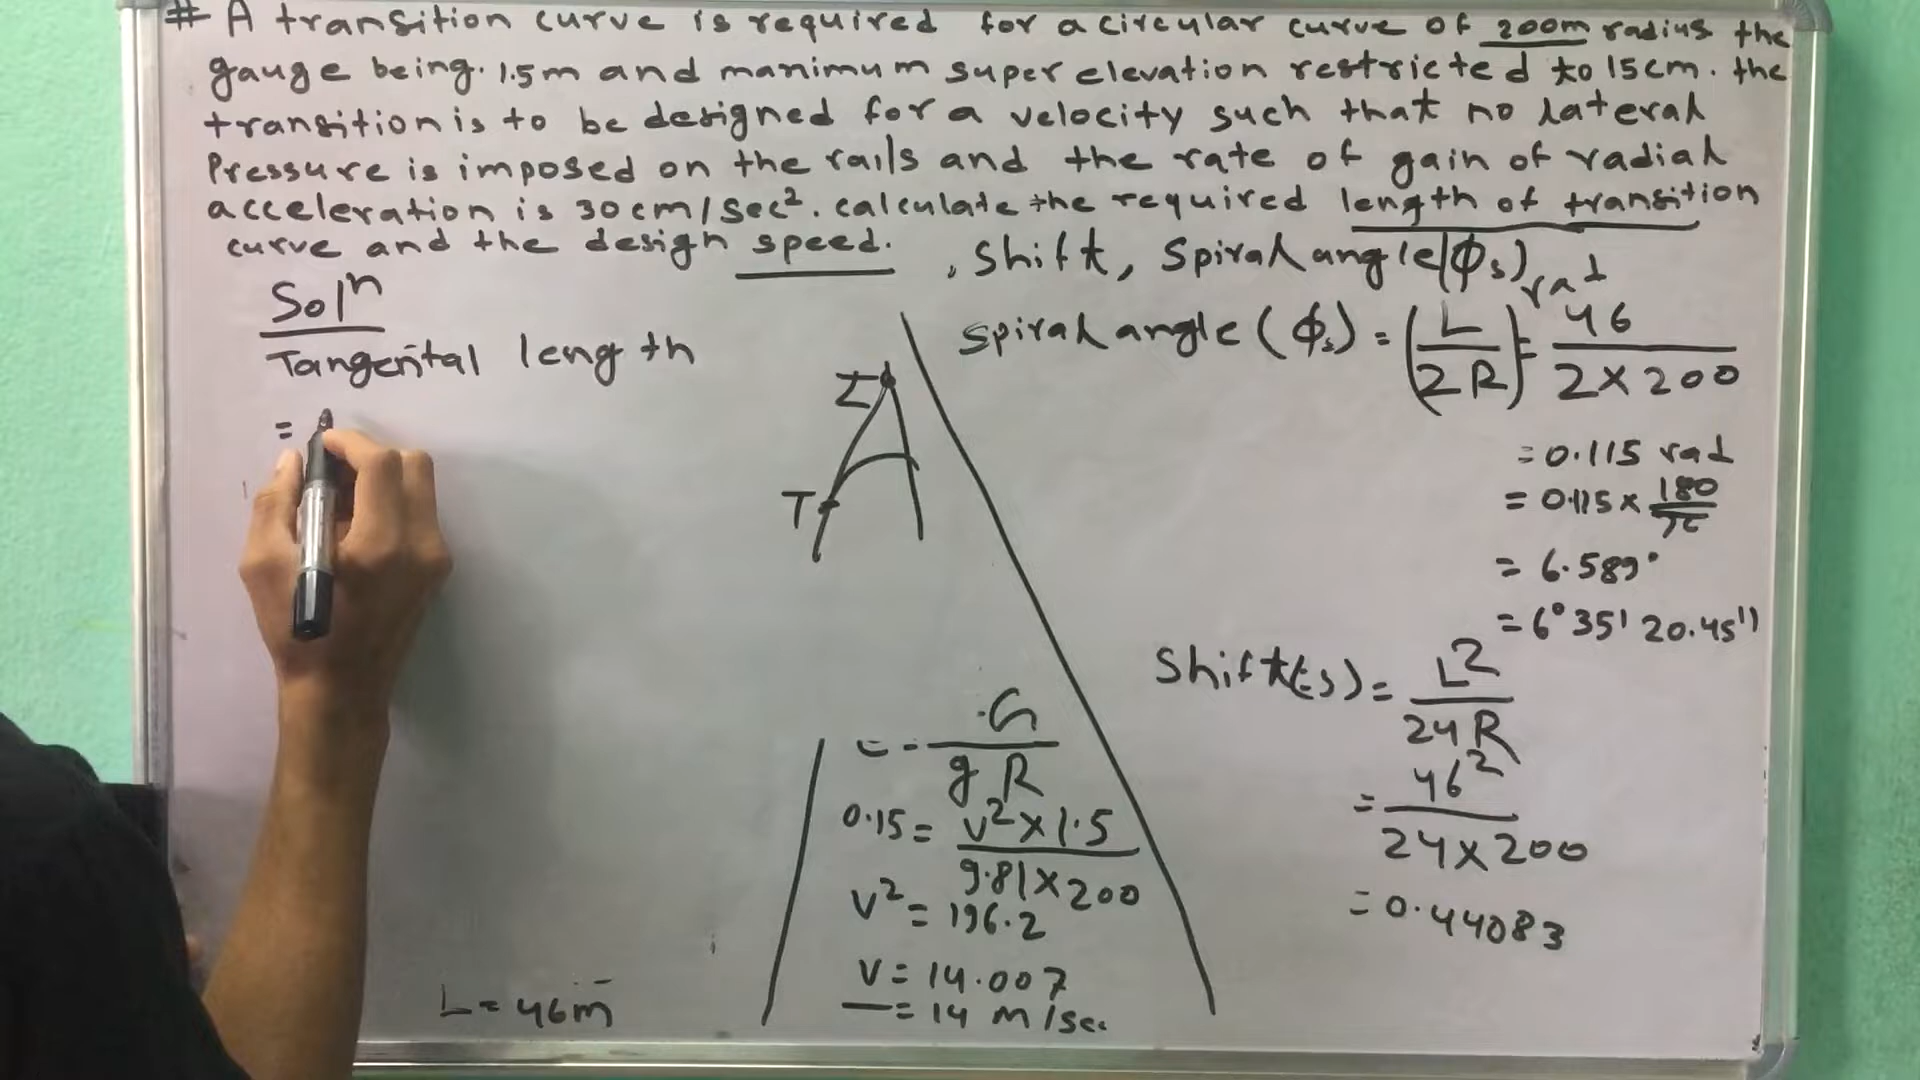 # A transition curve is required for a circular curve of 200m radius the
gauge being 1.5m and manimum super elevation restricted to 15cm. the
transition is to be designed for a velocity such that no lateral
Pressure is imposed on the rails and the rate of gain of radial
acceleration is 30cm/sec². calculate the required length of transition
curve and the design speed. , shift, spiral angle(ϕs)
Solⁿ
Tangental length
=
I
T
spiral angle (ϕs) = (L/2R)rad = 46/(2×200)
= 0.115 rad
= 0.115 × 180/π
= 6.589°
= 6° 35' 20.45"
Shift(s) = L²/24R
= 46²/(24×200)
= 0.44083
= G/gR
0.15 = v²×1.5/(9.81×200)
v² = 196.2
v = 14.007
= 14 m/sec
L = 46m